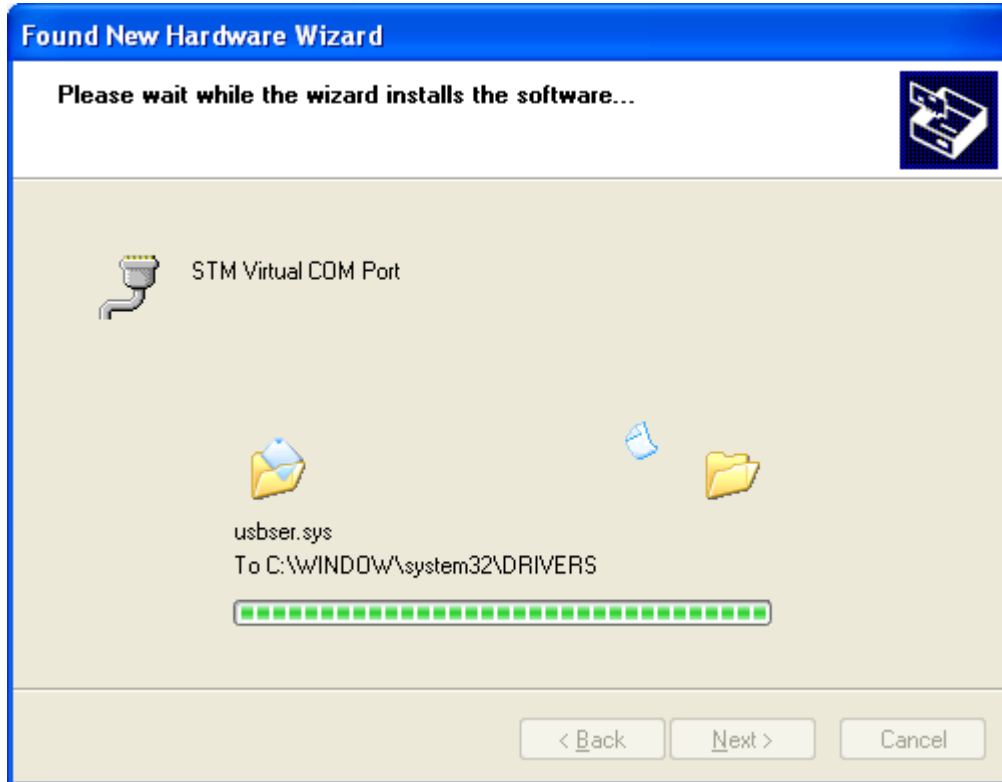 Found New Hardware Wizard
Please wait while the wizard installs the software...
STM Virtual COM Port
usbser.sys
To C:\WINDOW\system32\DRIVERS
< Back Next > Cancel